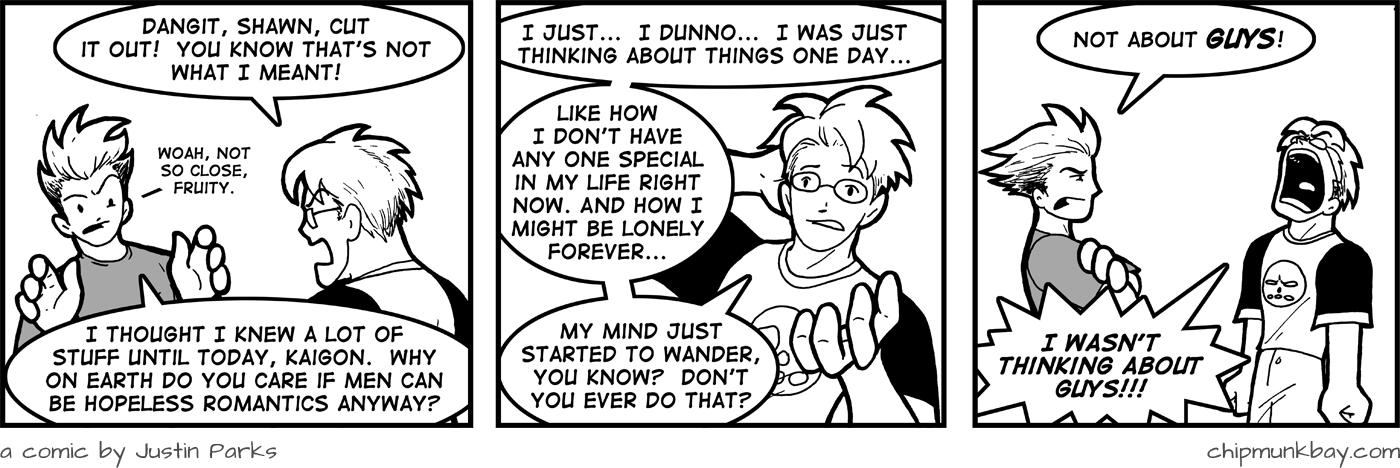 DANGIT, SHAWN, CUT
IT OUT! YOU KNOW THAT'S NOT
WHAT I MEANT!
WOAH, NOT
SO CLOSE,
FRUITY.
I THOUGHT I KNEW A LOT OF
STUFF UNTIL TODAY, KAIGON. WHY
ON EARTH DO YOU CARE IF MEN CAN
BE HOPELESS ROMANTICS ANYWAY?
I JUST... I DUNNO... I WAS JUST
THINKING ABOUT THINGS ONE DAY...
LIKE HOW
I DON'T HAVE
ANY ONE SPECIAL
IN MY LIFE RIGHT
NOW. AND HOW I
MIGHT BE LONELY
FOREVER...
MY MIND JUST
STARTED TO WANDER,
YOU KNOW? DON'T
YOU EVER DO THAT?
NOT ABOUT GUYS!
I WASN'T
THINKING ABOUT
GUYS!!!
a comic by Justin Parks
chipmunkbay.com